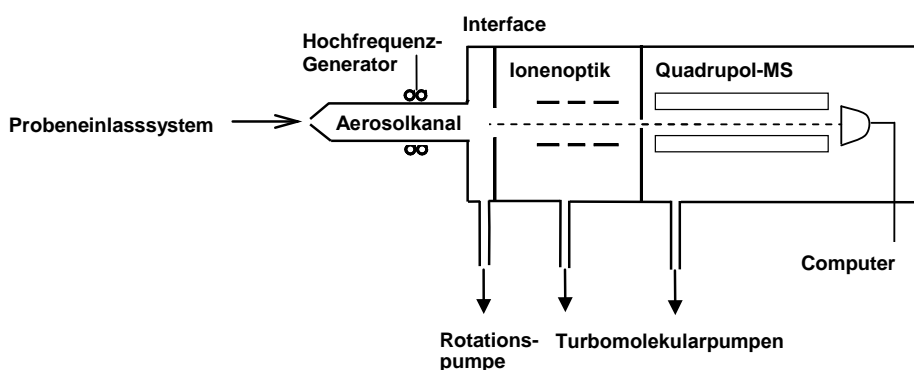 Interface
Hochfrequenz-
Generator
Ionenoptik
Quadrupol-MS
Probeneinlasssystem
Aerosolkanal
Computer
Rotations-
pumpe
Turbomolekularpumpen